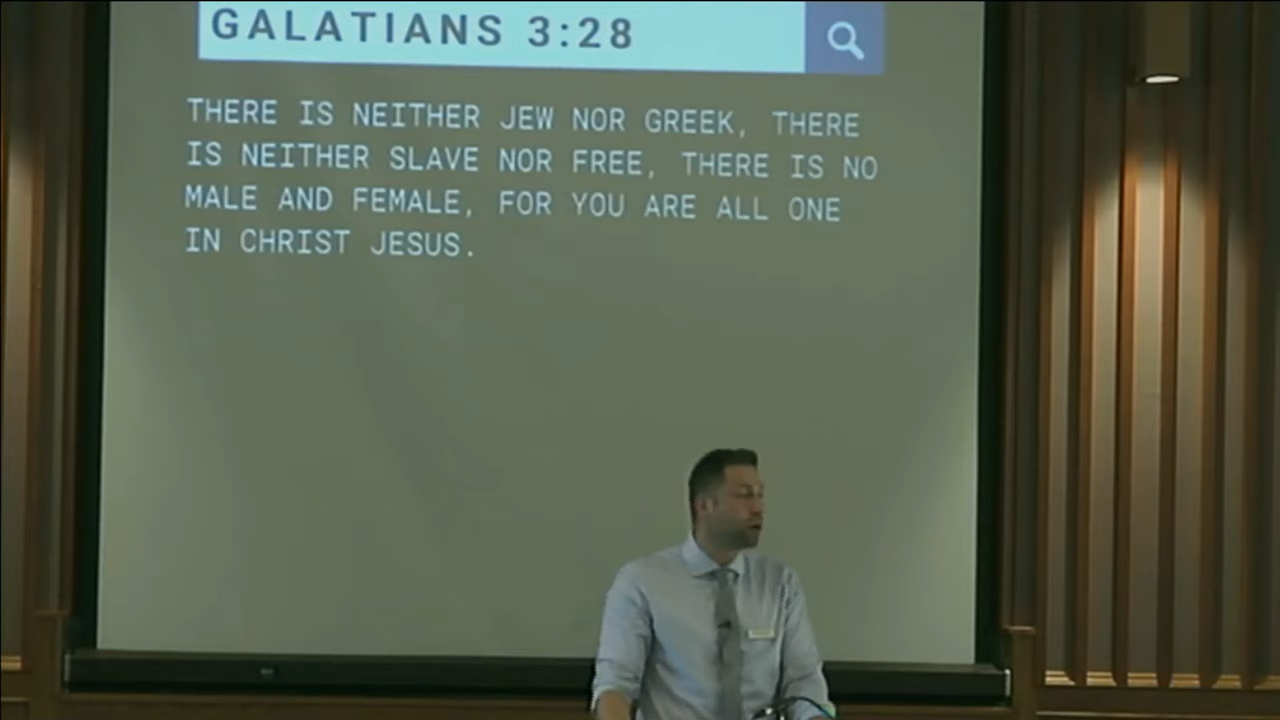 GALATIANS 3:28
THERE IS NEITHER JEW NOR GREEK, THERE
IS NEITHER SLAVE NOR FREE, THERE IS NO
MALE AND FEMALE, FOR YOU ARE ALL ONE
IN CHRIST JESUS.